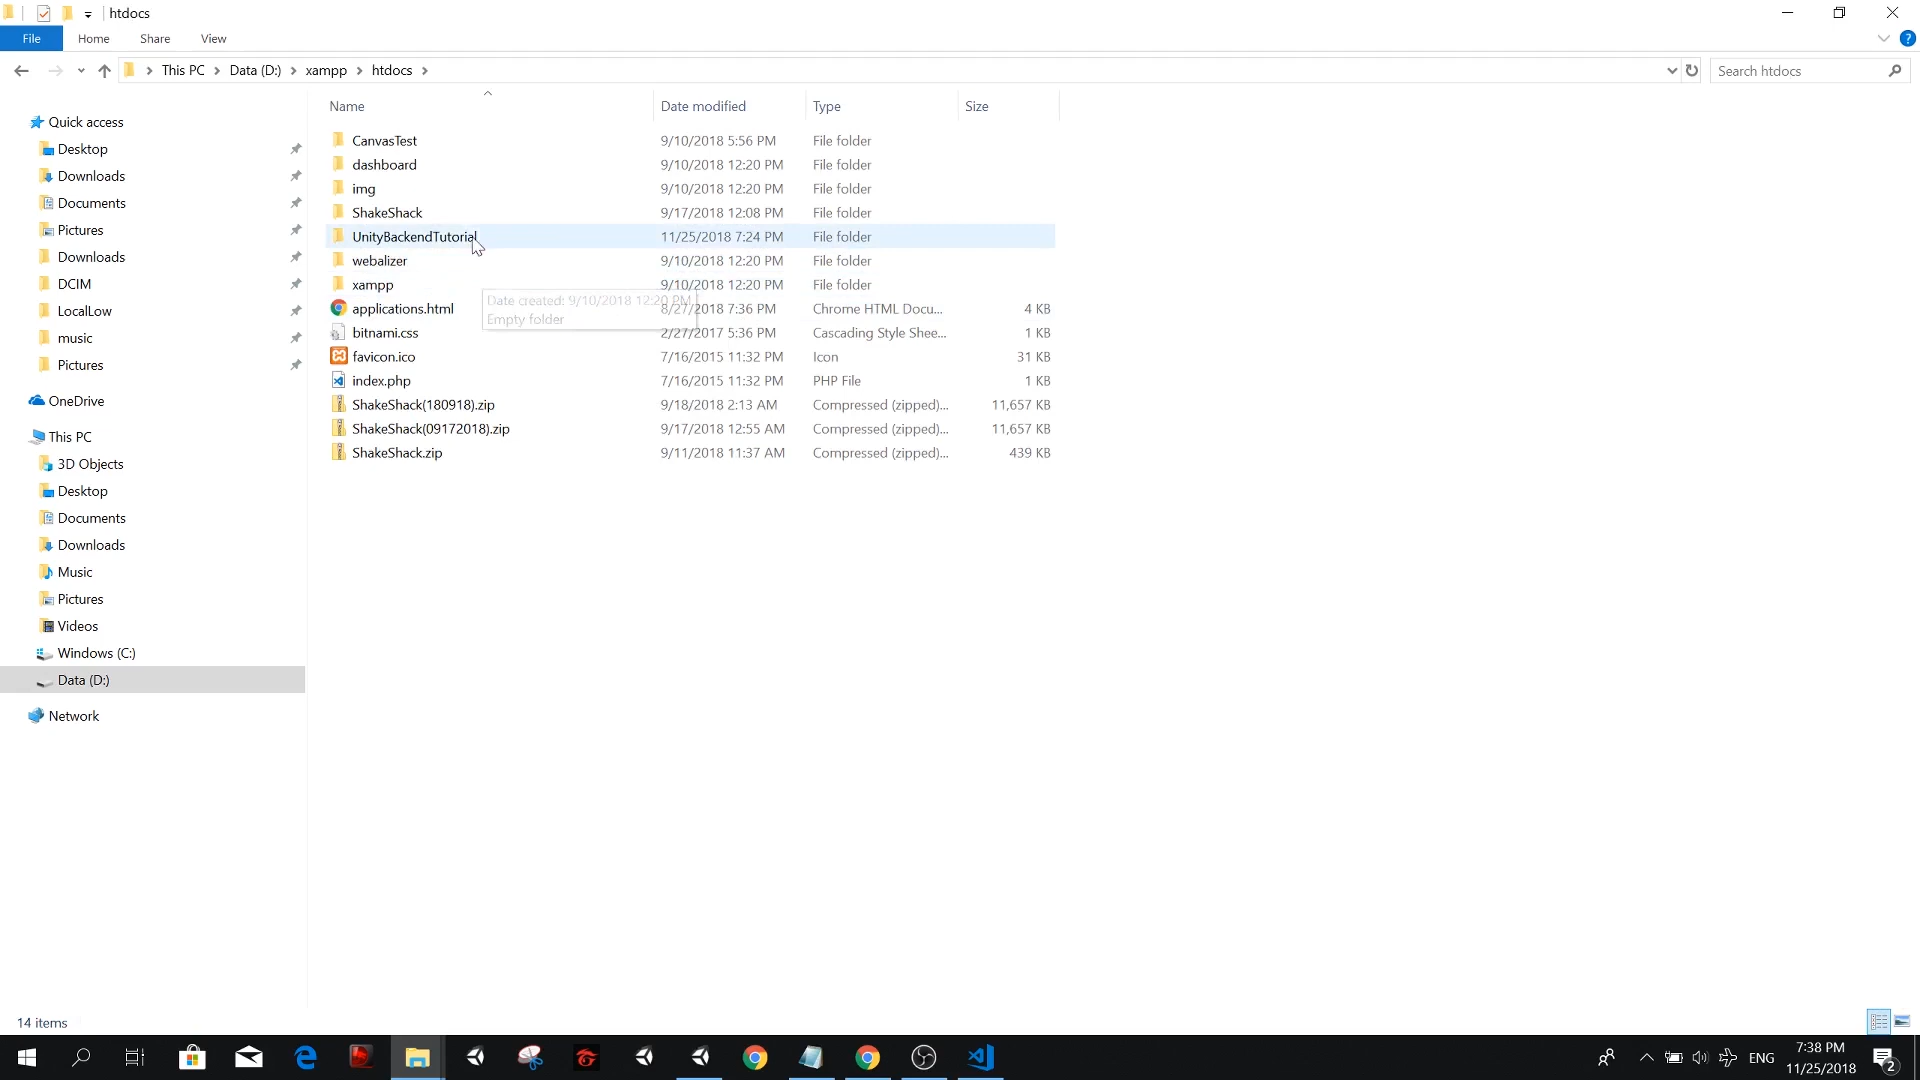 htdocs
File Home Share View
This PC Data (D:) xampp htdocs
Search htdocs
Name Date modified Type Size
Quick access
Desktop
Downloads
Documents
Pictures
Downloads
DCIM
LocalLow
music
Pictures
OneDrive
This PC
3D Objects
Desktop
Documents
Downloads
Music
Pictures
Videos
Windows (C:)
Data (D:)
Network
CanvasTest 9/10/2018 5:56 PM File folder
dashboard 9/10/2018 12:20 PM File folder
img 9/10/2018 12:20 PM File folder
ShakeShack 9/17/2018 12:08 PM File folder
UnityBackendTutorial 11/25/2018 7:24 PM File folder
webalizer 9/10/2018 12:20 PM File folder
xampp 9/10/2018 12:20 PM File folder
Date created: 9/10/2018 12:20 PM
Empty folder
applications.html 8/27/2018 7:36 PM Chrome HTML Docu... 4 KB
bitnami.css 2/27/2017 5:36 PM Cascading Style Shee... 1 KB
favicon.ico 7/16/2015 11:32 PM Icon 31 KB
index.php 7/16/2015 11:32 PM PHP File 1 KB
ShakeShack(180918).zip 9/18/2018 2:13 AM Compressed (zipped)... 11,657 KB
ShakeShack(09172018).zip 9/17/2018 12:55 AM Compressed (zipped)... 11,657 KB
ShakeShack.zip 9/11/2018 11:37 AM Compressed (zipped)... 439 KB
14 items
ENG
7:38 PM
11/25/2018
2